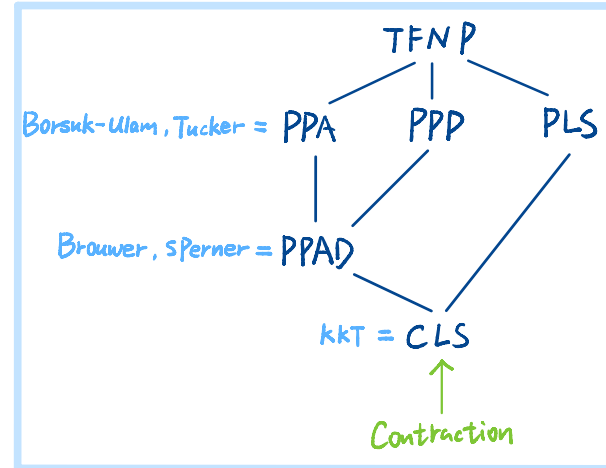 TFNP
Borsuk-Ulam, Tucker = PPA PPP PLS
Brouwer, sPerner = PPAD
kkT = CLS
Contraction